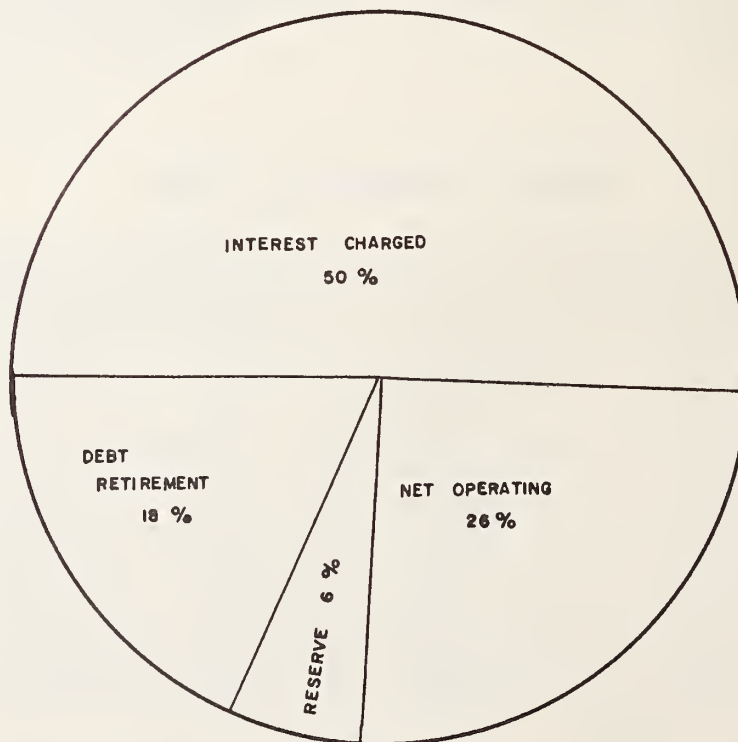 INTEREST CHARGED
50 %
DEBT
RETIREMENT
18 %
NET OPERATING
26 %
RESERVE 6 %